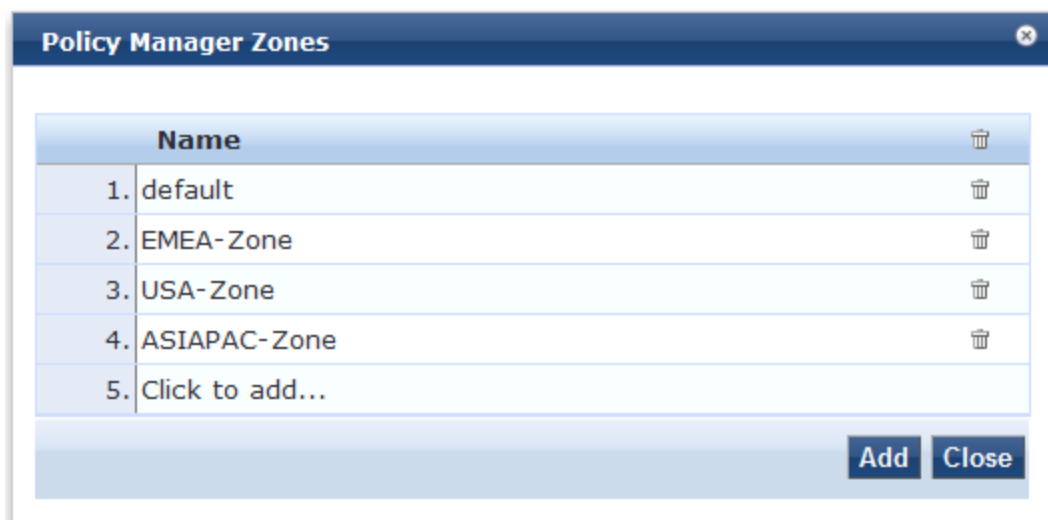 Policy Manager Zones
Name
1. default
2. EMEA-Zone
3. USA-Zone
4. ASIAPAC-Zone
5. Click to add...
Add Close